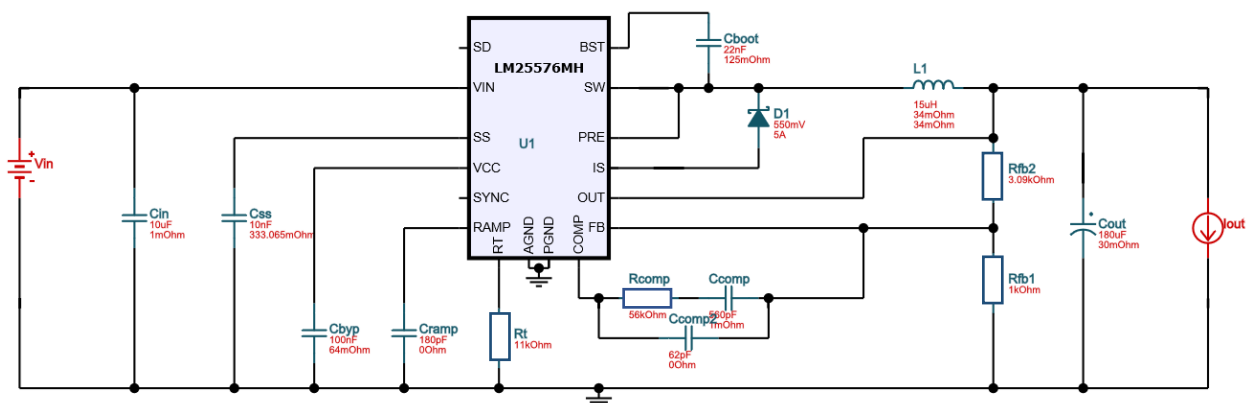 SD
BST
Cboot
22nF
125mOhm
LM25576MH
VIN
SW
L1
15uH
34mOhm
34mOhm
D1
550mV
5A
SS
PRE
U1
+
Vin
-
VCC
IS
Rfb2
3.09kOhm
SYNC
OUT
Cin
10uF
1mOhm
Css
10nF
333.065mOhm
RAMP
RT
AGND
PGND
COMP
FB
Cout
180uF
30mOhm
Iout
Rfb1
1kOhm
Rcomp
56kOhm
Ccomp
560pF
1mOhm
Ccomp2
62pF
0Ohm
Cbyp
100nF
64mOhm
Cramp
180pF
0Ohm
Rt
11kOhm